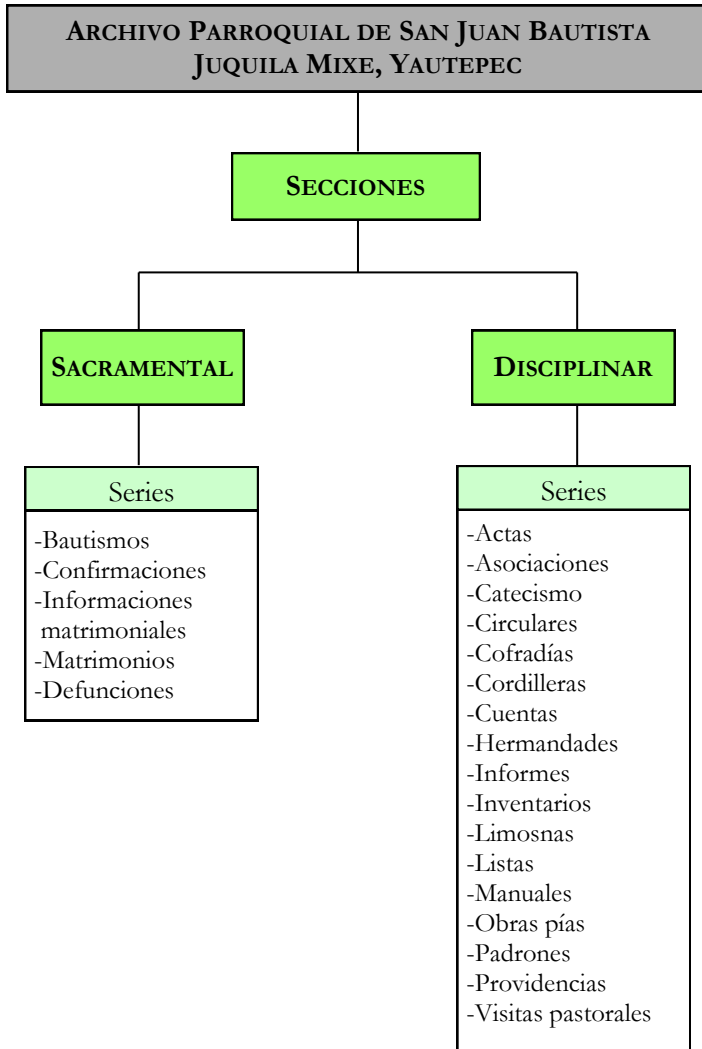 ARCHIVO PARROQUIAL DE SAN JUAN BAUTISTA
JUQUILA MIXE, YAUTEPEC
SECCIONES
SACRAMENTAL
Series
-Bautismos
-Confirmaciones
-Informaciones
matrimoniales
-Matrimonios
-Defunciones
DISCIPLINAR
Series
-Actas
-Asociaciones
-Catecismo
-Circulares
-Cofradías
-Cordilleras
-Cuentas
-Hermandades
-Informes
-Inventarios
-Limosnas
-Listas
-Manuales
-Obras pías
-Padrones
-Providencias
-Visitas pastorales